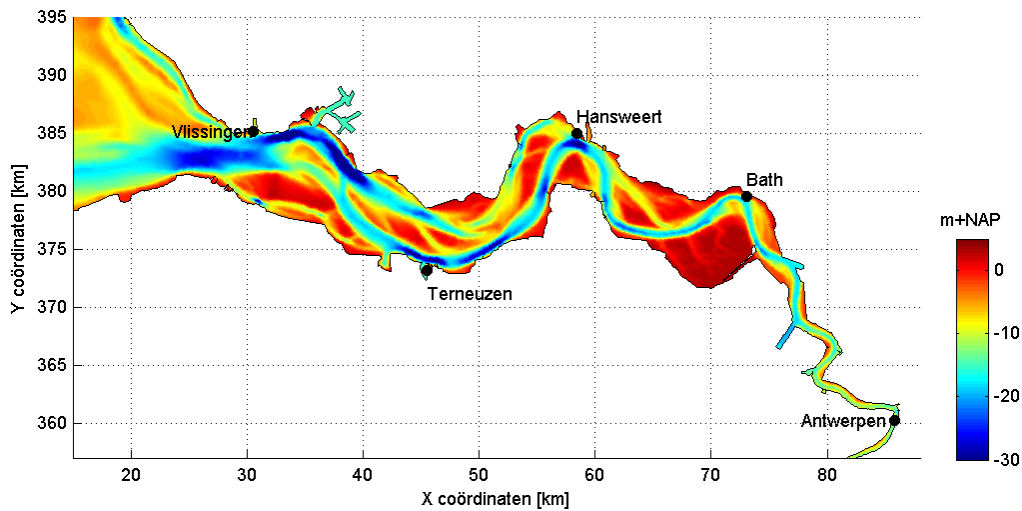 395
390
385
380
375
370
365
360
Y coördinaten [km]
20
30
40
50
60
70
80
X coördinaten [km]
Vlissingen
Hansweert
Bath
Terneuzen
Antwerpen
m+NAP
0
-10
-20
-30